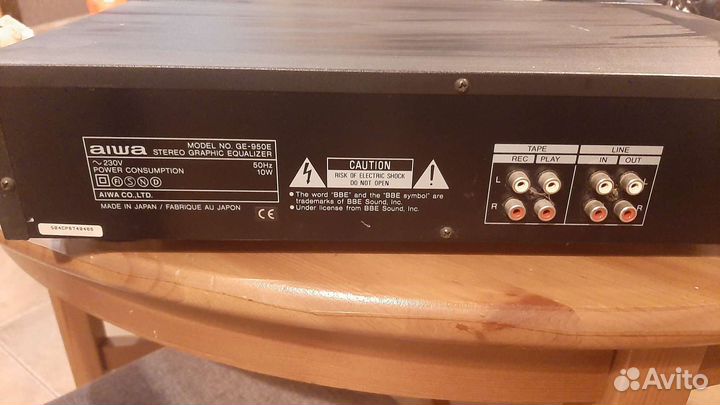 aiwa
MODEL NO. GE-950E
STEREO GRAPHIC EQUALIZER
~ 230V 50Hz
POWER CONSUMPTION 10W
FI S N D
AIWA CO.,LTD.
MADE IN JAPAN / FABRIQUE AU JAPON
CE
S04CP6740406
CAUTION
RISK OF ELECTRIC SHOCK
DO NOT OPEN
● The word "BBE" and the "BBE symbol" are
trademarks of BBE Sound, Inc.
● Under license from BBE Sound, Inc.
TAPE LINE
REC PLAY IN OUT
L L
R R
Avito